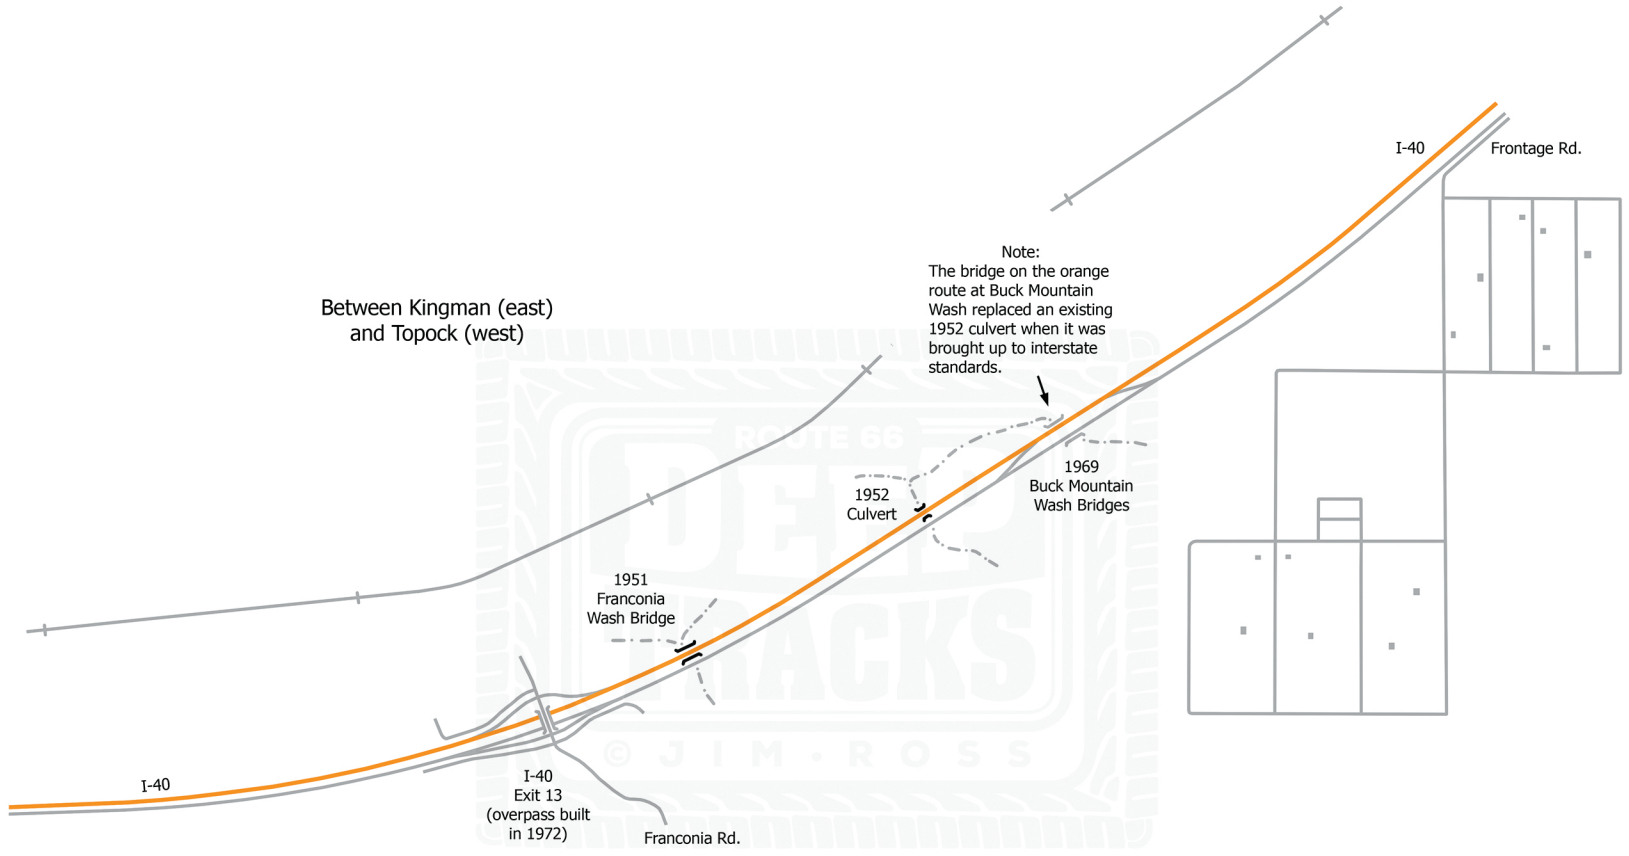 I-40
Frontage Rd.
Note:
The bridge on the orange
route at Buck Mountain
Wash replaced an existing
1952 culvert when it was
brought up to interstate
standards.
Between Kingman (east)
and Topock (west)
ROUTE 66
DEEP
TRACKS
© JIM · ROSS
1969
Buck Mountain
Wash Bridges
1952
Culvert
1951
Franconia
Wash Bridge
I-40
I-40
Exit 13
(overpass built
in 1972)
Franconia Rd.